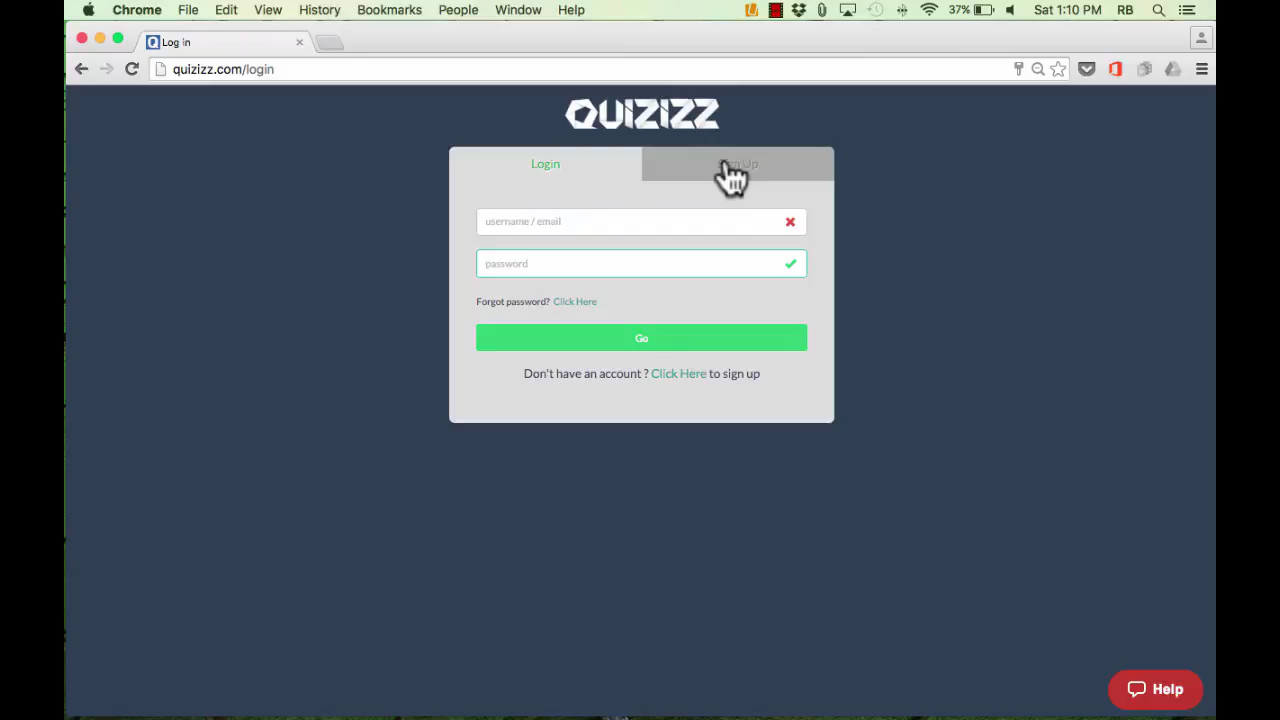 Chrome File Edit View History Bookmarks People Window Help 37% Sat 1:10 PM RB
Log in
quizizz.com/login
QUIZIZZ
Login
username / email
password
Forgot password? Click Here
Go
Don't have an account ? Click Here to sign up
Help